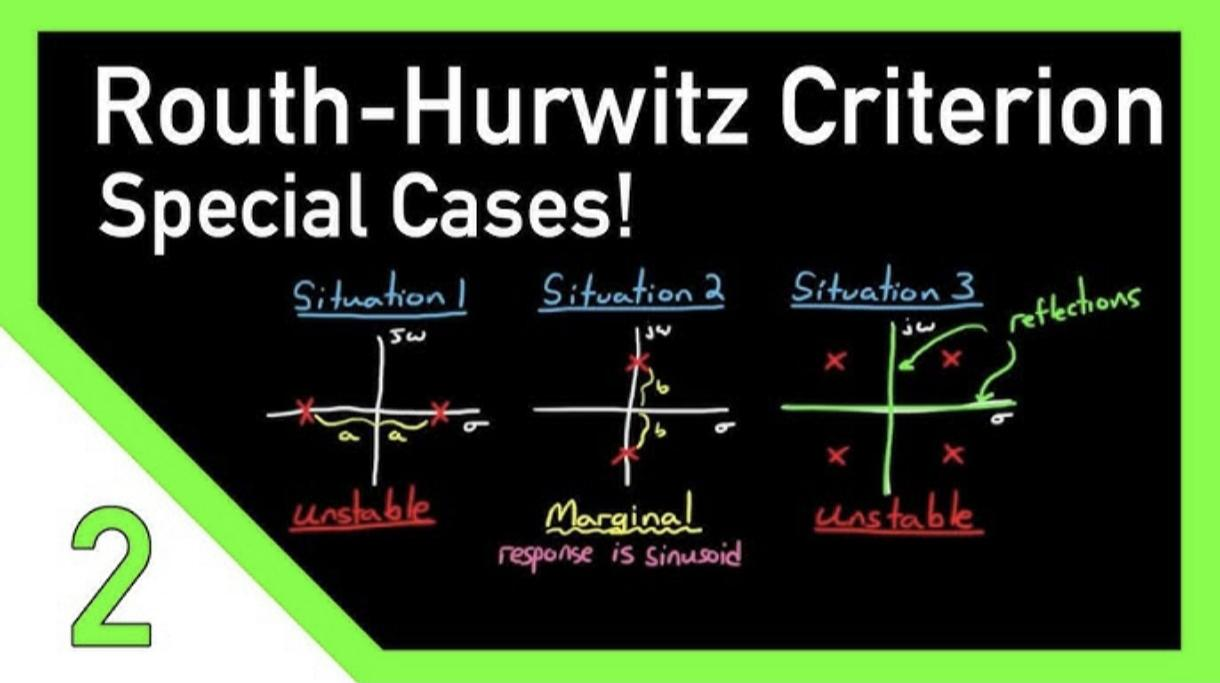 Routh-Hurwitz Criterion
Special Cases!
Situation 1
Situation 2
Situation 3
reflections
jω
jω
jω
b
b
a a
σ
σ
σ
unstable
Marginal
unstable
response is sinusoid
2